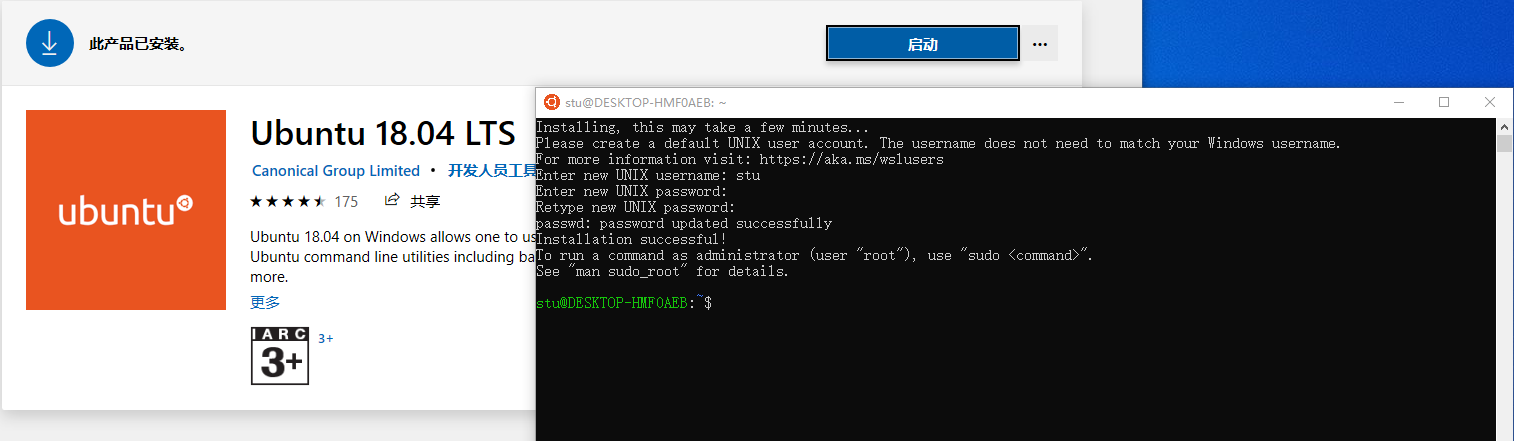 此产品已安装。
启动
Ubuntu 18.04 LTS
Canonical Group Limited • 开发人员工具
175 共享
Ubuntu 18.04 on Windows allows one to us
Ubuntu command line utilities including ba
more.
更多
ubuntu
IARC
3+
3+
stu@DESKTOP-HMF0AEB: ~
Installing, this may take a few minutes...
Please create a default UNIX user account. The username does not need to match your Windows username.
For more information visit: https://aka.ms/wslusers
Enter new UNIX username: stu
Enter new UNIX password:
Retype new UNIX password:
passwd: password updated successfully
Installation successful!
To run a command as administrator (user "root"), use "sudo <command>".
See "man sudo_root" for details.
stu@DESKTOP-HMF0AEB:~$